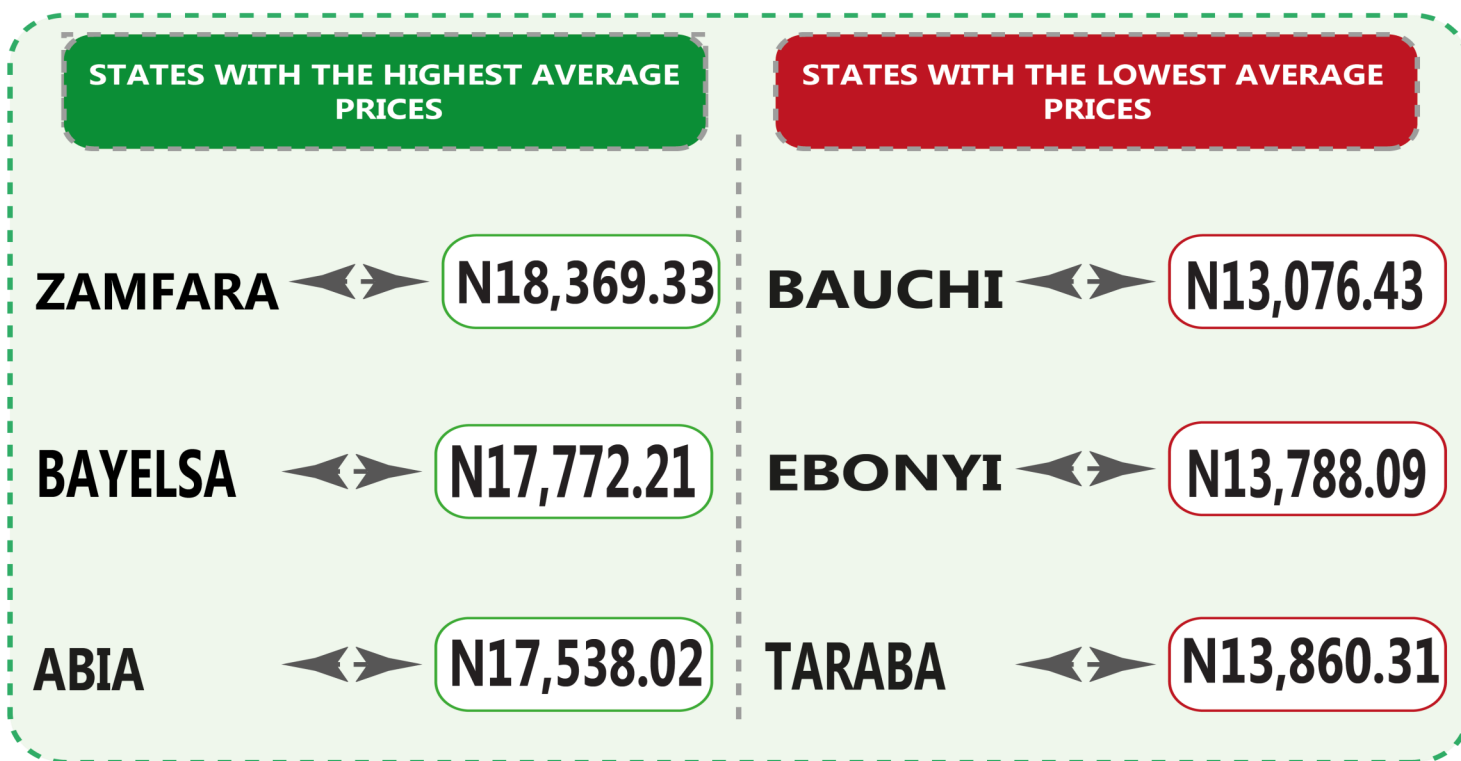 STATES WITH THE HIGHEST AVERAGE
PRICES
ZAMFARA N18,369.33
BAYELSA N17,772.21
ABIA N17,538.02
STATES WITH THE LOWEST AVERAGE
PRICES
BAUCHI N13,076.43
EBONYI N13,788.09
TARABA N13,860.31